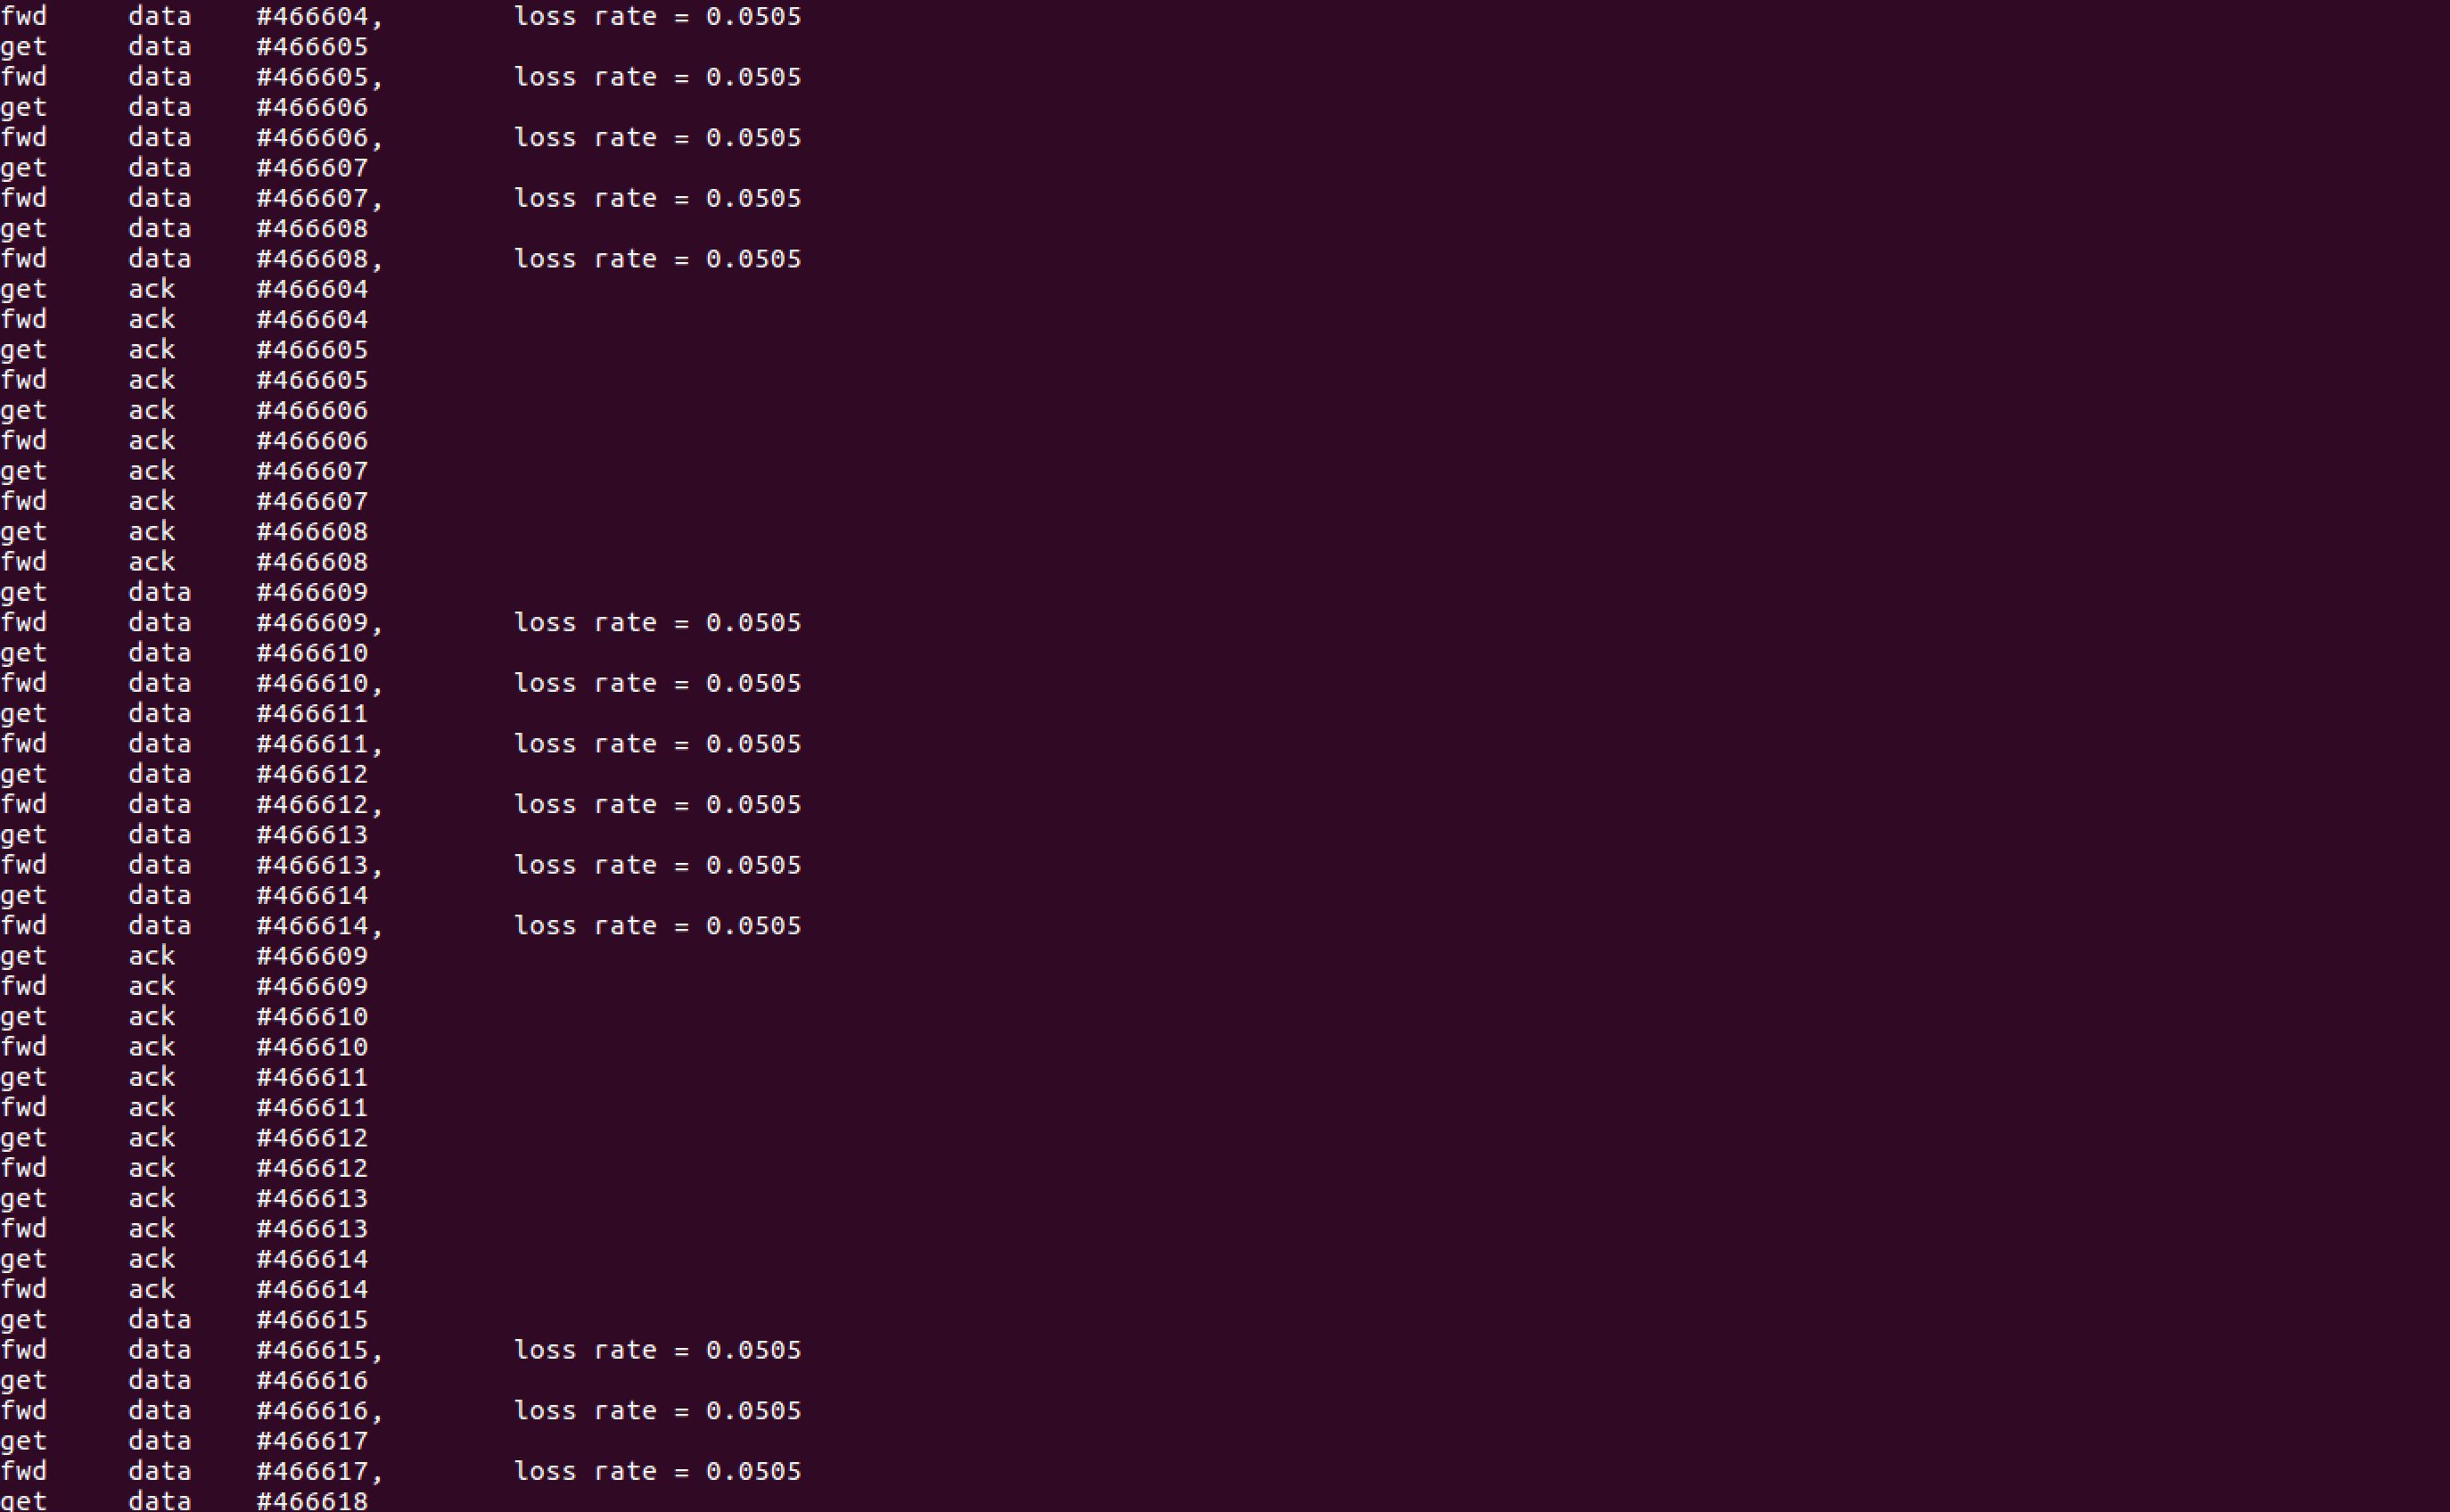 fwd data #466604, loss rate = 0.0505
get data #466605
fwd data #466605, loss rate = 0.0505
get data #466606
fwd data #466606, loss rate = 0.0505
get data #466607
fwd data #466607, loss rate = 0.0505
get data #466608
fwd data #466608, loss rate = 0.0505
get ack #466604
fwd ack #466604
get ack #466605
fwd ack #466605
get ack #466606
fwd ack #466606
get ack #466607
fwd ack #466607
get ack #466608
fwd ack #466608
get data #466609
fwd data #466609, loss rate = 0.0505
get data #466610
fwd data #466610, loss rate = 0.0505
get data #466611
fwd data #466611, loss rate = 0.0505
get data #466612
fwd data #466612, loss rate = 0.0505
get data #466613
fwd data #466613, loss rate = 0.0505
get data #466614
fwd data #466614, loss rate = 0.0505
get ack #466609
fwd ack #466609
get ack #466610
fwd ack #466610
get ack #466611
fwd ack #466611
get ack #466612
fwd ack #466612
get ack #466613
fwd ack #466613
get ack #466614
fwd ack #466614
get data #466615
fwd data #466615, loss rate = 0.0505
get data #466616
fwd data #466616, loss rate = 0.0505
get data #466617
fwd data #466617, loss rate = 0.0505
get data #466618